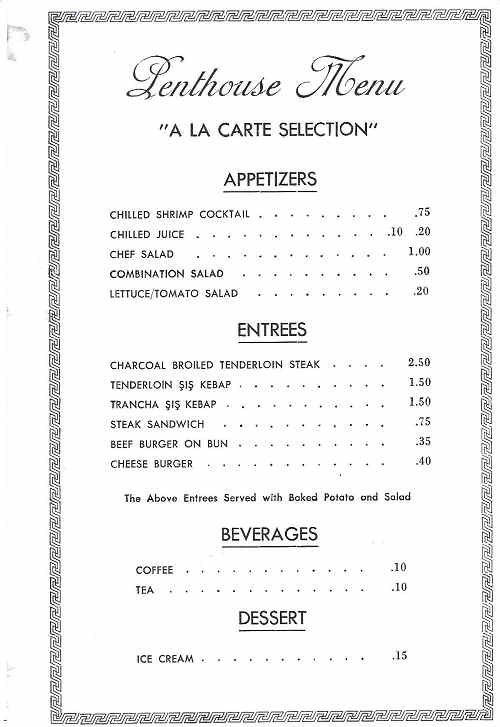 Penthouse Menu
"A LA CARTE SELECTION"
APPETIZERS
CHILLED SHRIMP COCKTAIL . . . . . . . . . .75
CHILLED JUICE . . . . . . . . . . . . .10 .20
CHEF SALAD . . . . . . . . . . . . 1.00
COMBINATION SALAD . . . . . . . . . . .50
LETTUCE/TOMATO SALAD . . . . . . . . . .20
ENTREES
CHARCOAL BROILED TENDERLOIN STEAK . . . . 2.50
TENDERLOIN ŞIŞ KEBAP . . . . . . . . . . 1.50
TRANCHA ŞIŞ KEBAP . . . . . . . . . . . 1.50
STEAK SANDWICH . . . . . . . . . . . .75
BEEF BURGER ON BUN . . . . . . . . . . .35
CHEESE BURGER . . . . . . . . . . . .40
The Above Entrees Served with Baked Potato and Salad
BEVERAGES
COFFEE . . . . . . . . . . . . .10
TEA . . . . . . . . . . . . . .10
DESSERT
ICE CREAM . . . . . . . . . . . .15